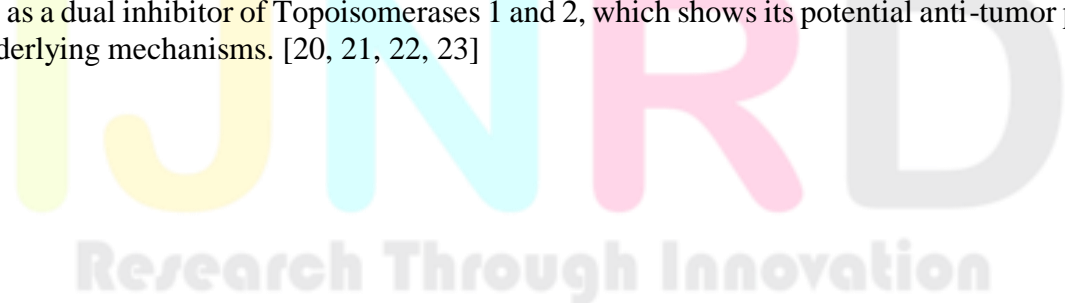 as a dual inhibitor of Topoisomerases 1 and 2, which shows its potential anti-tumor
derlying mechanisms. [20, 21, 22, 23]
IJNRD
Research Through Innovation